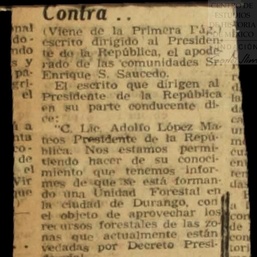 Contra ..
(Viene de la Primera Pág.)
escrito dirigido al Presiden-
te de la República, el apode-
rado de las comunidades Sr.
Enrique S. Saucedo.
El escrito que dirigen al
Presidente de la República
en su parte conducente di-
ce:
"C. Lic. Adolfo López Ma-
teos Presidente de la Repú-
blica. Nos estamos permi-
tiendo hacer de su conoci-
miento que tenemos infor-
mes de que se está forman-
do una Unidad Forestal en
la ciudad de Durango, con
el objeto de aprovechar los
recursos forestales de las zo-
nas que actualmente están
vedadas por Decreto Presi-